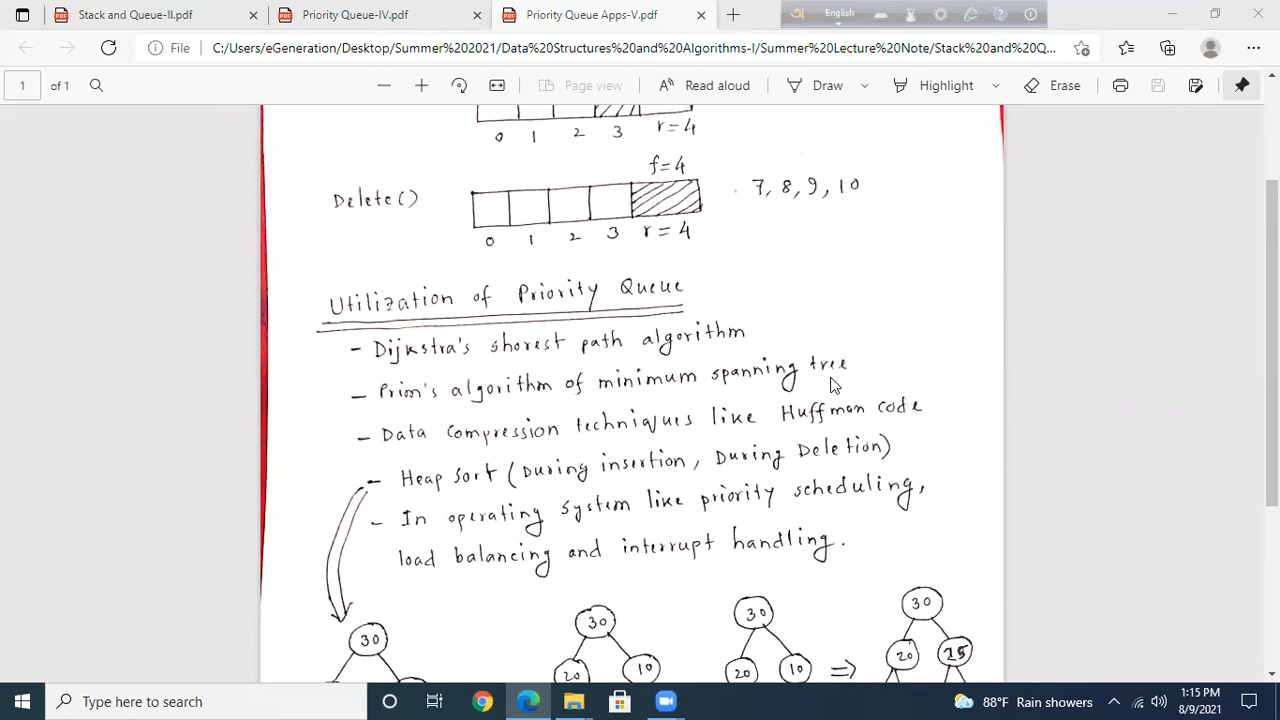 Stack and Queue-II.pdf
Priority Queue-IV.pdf
Priority Queue Apps-V.pdf
English
File
C:/Users/eGeneration/Desktop/Summer%202021/Data%20Structures%20and%20Algorithms-I/Summer%20Lecture%20Note/Stack%20and%20Q...
1 of 1
Page view
Read aloud
Draw
Highlight
Erase
0 1 2 3 r=4
f=4
Delete() 7, 8, 9, 10
0 1 2 3 r=4
Utilization of Priority Queue
- Dijkstra's shorest path algorithm
- Prim's algorithm of minimum spanning tree
- Data compression techniques like Huffman code
- Heap sort (During insertion, During Deletion)
- In operating system like priority scheduling,
load balancing and interrupt handling.
30 30 30 30
20 10 20 10 ⇒ 20 25
Type here to search
88°F Rain showers
1:15 PM
8/9/2021